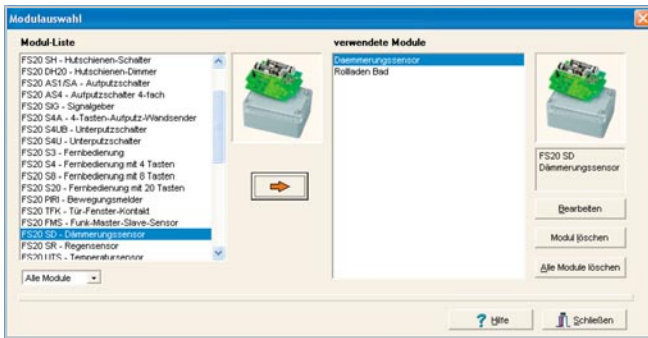 Modulauswahl
Modul-Liste
FS20 SH - Hutschienen-Schalter
FS20 DH20 - Hutschienen-Dimmer
FS20 AS1/SA - Aufputzschalter
FS20 AS4 - Aufputzschalter 4-fach
FS20 SIG - Signalgeber
FS20 S4A - 4-Tasten-Aufputz-Wandsender
FS20 S4UB - Unterputzschalter
FS20 S4U - Unterputzschalter
FS20 S3 - Fernbedienung
FS20 S4 - Fernbedienung mit 4 Tasten
FS20 S8 - Fernbedienung mit 8 Tasten
FS20 S20 - Fernbedienung mit 20 Tasten
FS20 PIRI - Bewegungsmelder
FS20 TFK - Tür-Fenster-Kontakt
FS20 FMS - Funk-Master-Slave-Sensor
FS20 SD - Dämmerungssensor
FS20 SR - Regensensor
FS20 UTS - Temperatursensor
Alle Module
verwendete Module
Daemmerungssensor
Rollladen Bad
FS20 SD
Dämmerungssensor
Bearbeiten
Modul löschen
Alle Module löschen
? Hilfe
Schließen